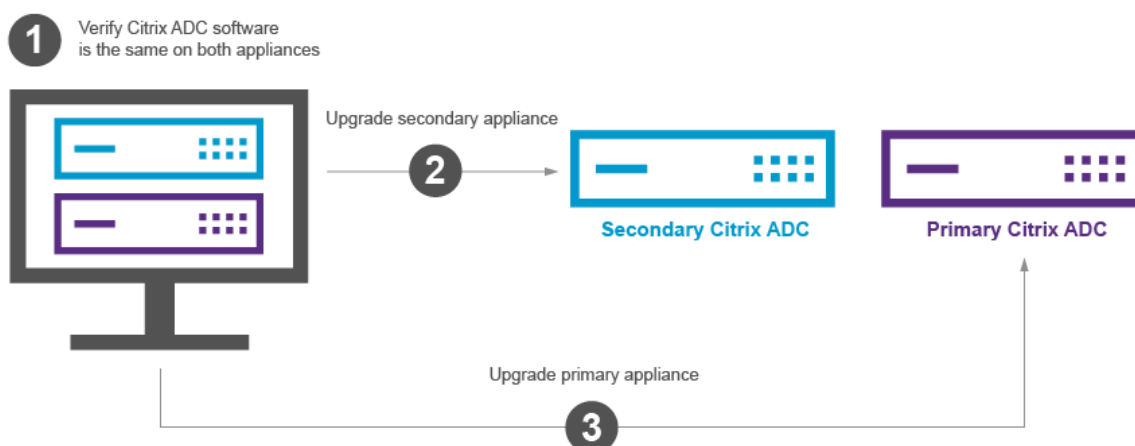 1
Verify Citrix ADC software
is the same on both appliances
Upgrade secondary appliance
2
Secondary Citrix ADC
Primary Citrix ADC
Upgrade primary appliance
3